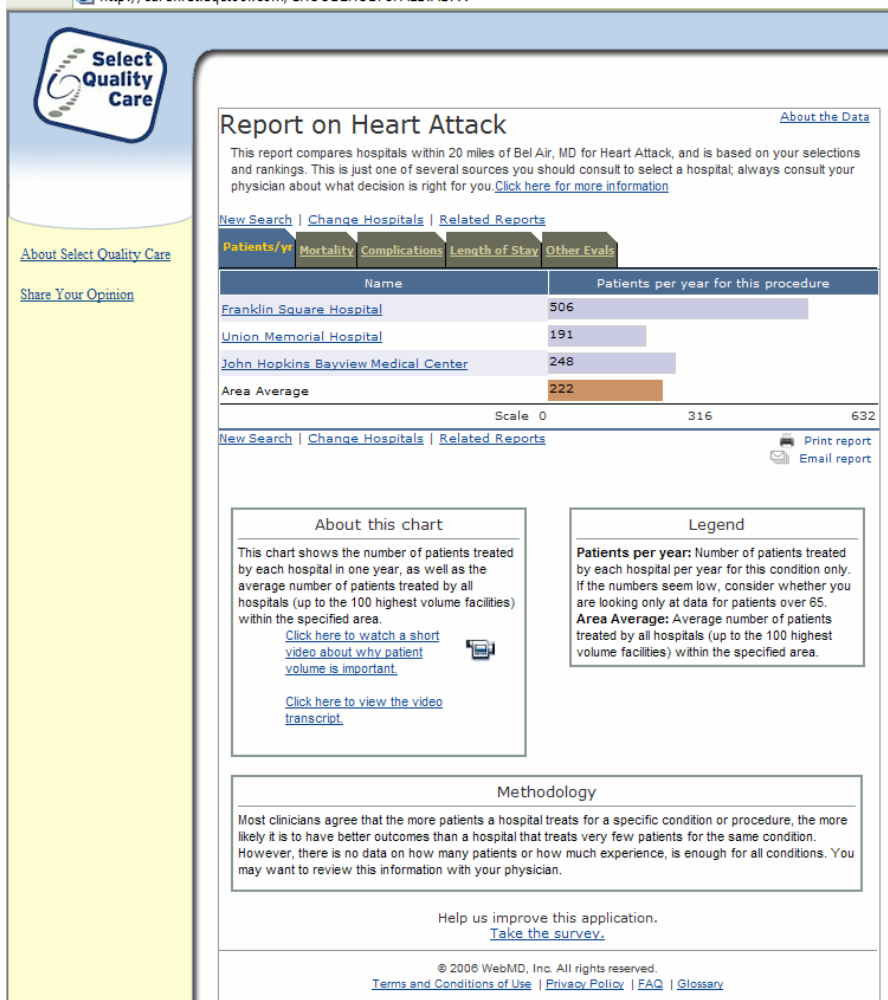 Select
Quality
Care
About Select Quality Care
Share Your Opinion
Report on Heart Attack
About the Data
This report compares hospitals within 20 miles of Bel Air, MD for Heart Attack, and is based on your selections
and rankings. This is just one of several sources you should consult to select a hospital; always consult your
physician about what decision is right for you.Click here for more information
New Search | Change Hospitals | Related Reports
Patients/yr Mortality Complications Length of Stay Other Evals
Name Patients per year for this procedure
Franklin Square Hospital 506
Union Memorial Hospital 191
John Hopkins Bayview Medical Center 248
Area Average 222
Scale 0 316 632
New Search | Change Hospitals | Related Reports
Print report
Email report
About this chart
This chart shows the number of patients treated
by each hospital in one year, as well as the
average number of patients treated by all
hospitals (up to the 100 highest volume facilities)
within the specified area.
Click here to watch a short
video about why patient
volume is important.
Click here to view the video
transcript.
Legend
Patients per year: Number of patients treated
by each hospital per year for this condition only.
If the numbers seem low, consider whether you
are looking only at data for patients over 65.
Area Average: Average number of patients
treated by all hospitals (up to the 100 highest
volume facilities) within the specified area.
Methodology
Most clinicians agree that the more patients a hospital treats for a specific condition or procedure, the more
likely it is to have better outcomes than a hospital that treats very few patients for the same condition.
However, there is no data on how many patients or how much experience, is enough for all conditions. You
may want to review this information with your physician.
Help us improve this application.
Take the survey.
© 2006 WebMD, Inc. All rights reserved.
Terms and Conditions of Use | Privacy Policy | FAQ | Glossary